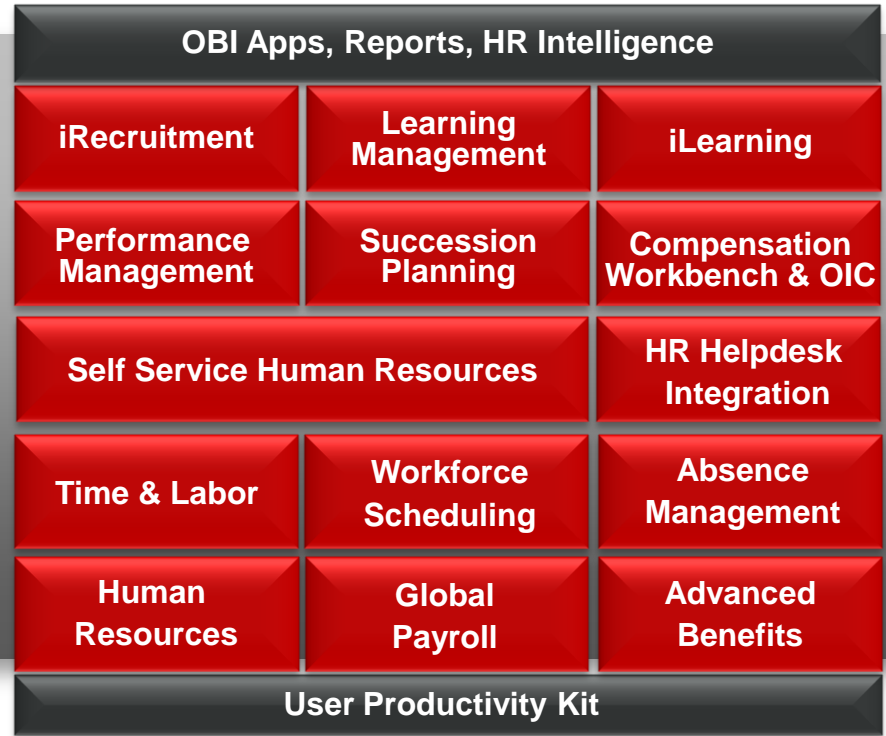 OBI Apps, Reports, HR Intelligence
iRecruitment
Learning
Management
iLearning
Performance
Management
Succession
Planning
Compensation
Workbench & OIC
Self Service Human Resources
HR Helpdesk
Integration
Time & Labor
Workforce
Scheduling
Absence
Management
Human
Resources
Global
Payroll
Advanced
Benefits
User Productivity Kit